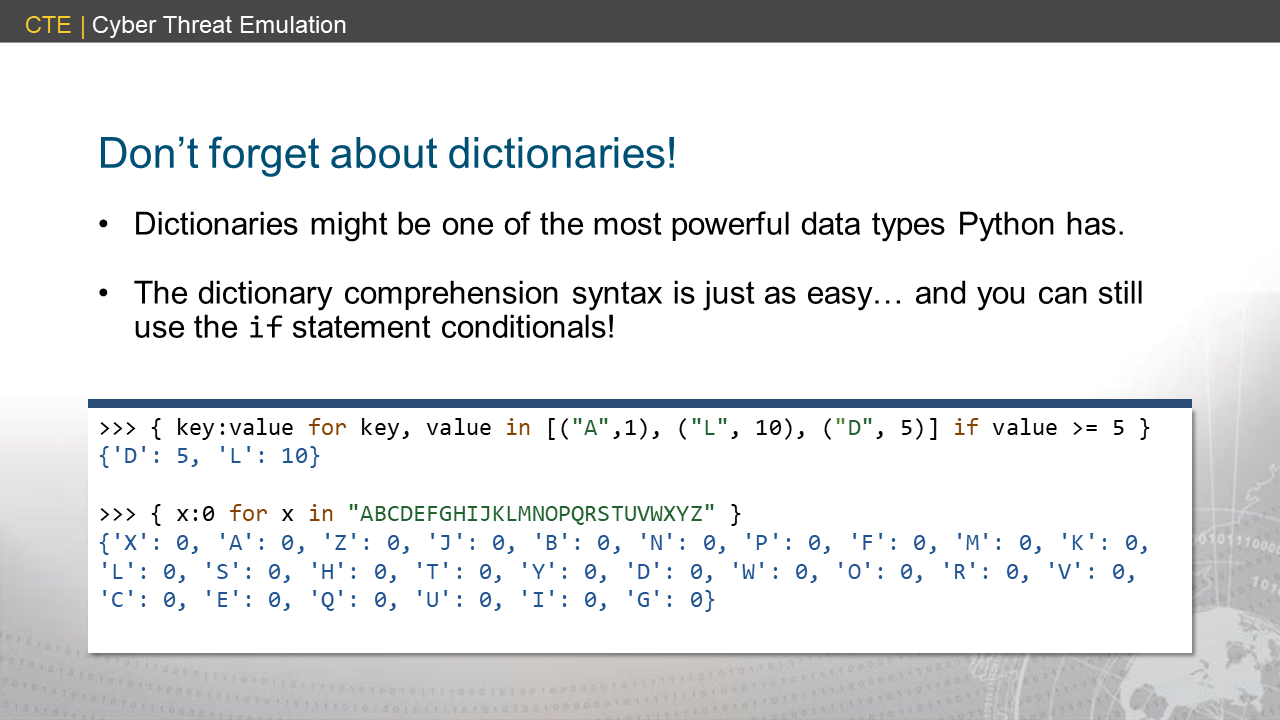 CTE | Cyber Threat Emulation
Don’t forget about dictionaries!
• Dictionaries might be one of the most powerful data types Python has.
• The dictionary comprehension syntax is just as easy… and you can still
use the if statement conditionals!
>>> { key:value for key, value in [("A",1), ("L", 10), ("D", 5)] if value >= 5 }
{'D': 5, 'L': 10}
>>> { x:0 for x in "ABCDEFGHIJKLMNOPQRSTUVWXYZ" }
{'X': 0, 'A': 0, 'Z': 0, 'J': 0, 'B': 0, 'N': 0, 'P': 0, 'F': 0, 'M': 0, 'K': 0,
'L': 0, 'S': 0, 'H': 0, 'T': 0, 'Y': 0, 'D': 0, 'W': 0, 'O': 0, 'R': 0, 'V': 0,
'C': 0, 'E': 0, 'Q': 0, 'U': 0, 'I': 0, 'G': 0}